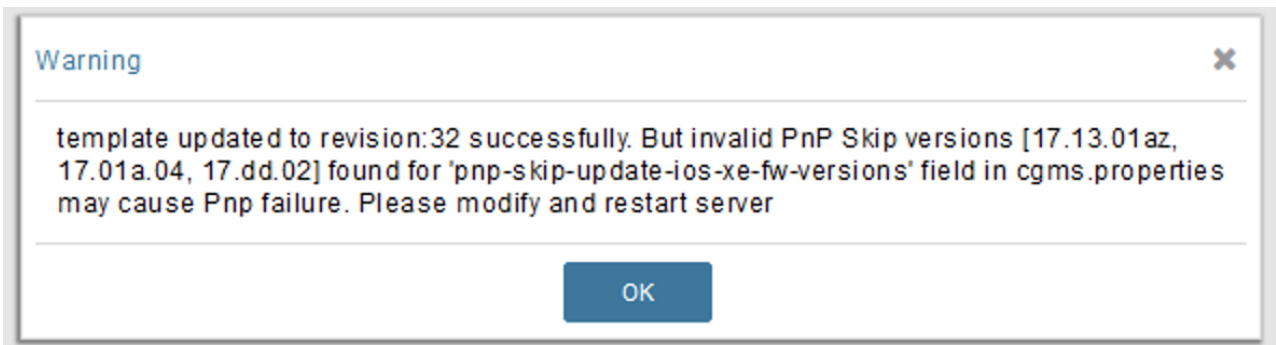 Warning
template updated to revision:32 successfully. But invalid PnP Skip versions [17.13.01az,
17.01a.04, 17.dd.02] found for 'pnp-skip-update-ios-xe-fw-versions' field in cgms.properties
may cause Pnp failure. Please modify and restart server
OK